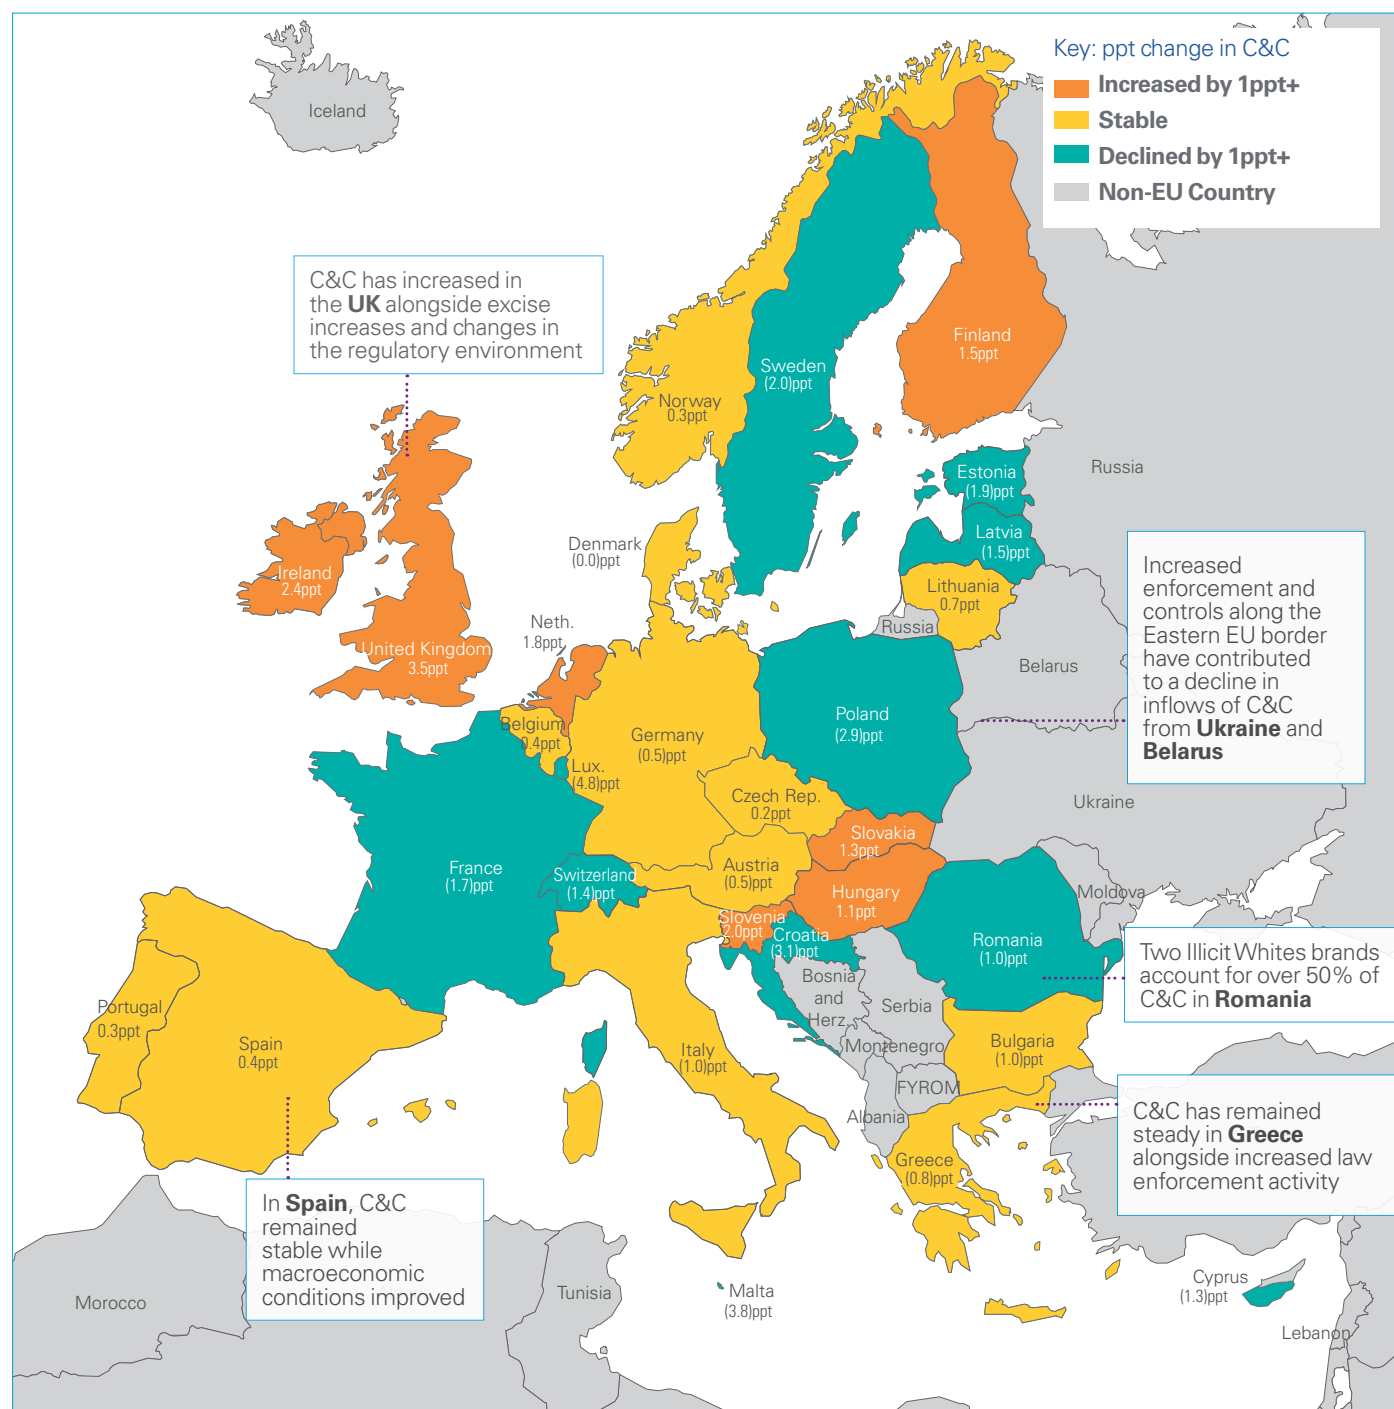 Key: ppt change in C&C
Increased by 1ppt+
Stable
Declined by 1ppt+
Non-EU Country
Iceland
C&C has increased in
the UK alongside excise
increases and changes in
the regulatory environment
Finland
1.5ppt
Sweden
(2.0)ppt
Norway
0.3ppt
Russia
Estonia
(1.9)ppt
Latvia
(1.5)ppt
Denmark
(0.0)ppt
Lithuania
0.7ppt
Russia
Ireland
2.4ppt
United Kingdom
3.5ppt
Neth.
1.8ppt
Belarus
Increased
enforcement and
controls along the
Eastern EU border
have contributed
to a decline in
inflows of C&C
from Ukraine and
Belarus
Belgium
0.4ppt
Germany
(0.5)ppt
Poland
(2.9)ppt
Lux.
(4.8)ppt
Czech Rep.
0.2ppt
Ukraine
Slovakia
1.3ppt
France
(1.7)ppt
Switzerland
(1.4)ppt
Austria
(0.5)ppt
Hungary
1.1ppt
Moldova
Slovenia
2.0ppt
Croatia
(3.1)ppt
Romania
(1.0)ppt
Two Illicit Whites brands
account for over 50% of
C&C in Romania
Bosnia
and
Herz.
Serbia
Portugal
0.3ppt
Spain
0.4ppt
Italy
(1.0)ppt
Montenegro
Bulgaria
(1.0)ppt
FYROM
Albania
C&C has remained
steady in Greece
alongside increased law
enforcement activity
Greece
(0.8)ppt
In Spain, C&C
remained
stable while
macroeconomic
conditions improved
Morocco
Tunisia
Malta
(3.8)ppt
Cyprus
(1.3)ppt
Lebanon